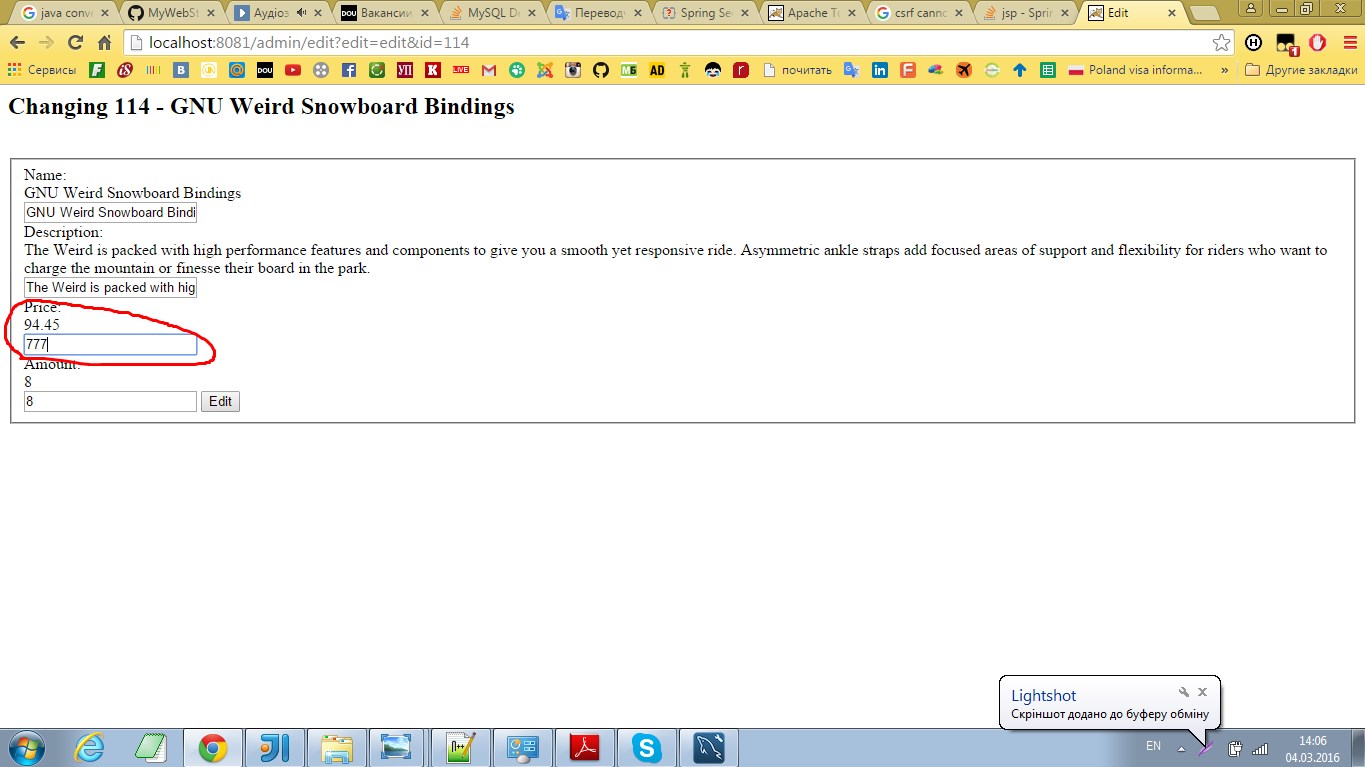 java conve
MyWebSt
Аудіоз
Вакансии
MySQL De
Перевод
Spring Sec
Apache To
csrf cannc
jsp - Sprin
Edit
localhost:8081/admin/edit?edit=edit&id=114
Сервисы
почитать
Poland visa informa...
»
Другие закладки
Changing 114 - GNU Weird Snowboard Bindings
Name:
GNU Weird Snowboard Bindings
GNU Weird Snowboard Bindi
Description:
The Weird is packed with high performance features and components to give you a smooth yet responsive ride. Asymmetric ankle straps add focused areas of support and flexibility for riders who want to
charge the mountain or finesse their board in the park.
The Weird is packed with hig
Price:
94.45
777
Amount:
8
8 Edit
Lightshot
Скріншот додано до буферу обміну
EN
14:06
04.03.2016